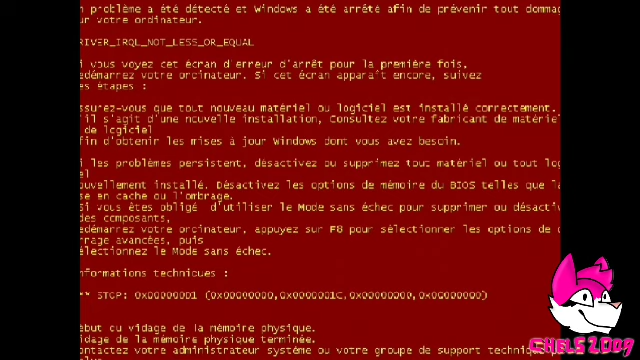 n problème a été détecté et Windows a été arrêté afin de prévenir tout dommag
ur votre ordinateur.
RIVER_IRQL_NOT_LESS_OR_EQUAL
i vous voyez cet écran d'erreur d'arrêt pour la première fois,
edémarrez votre ordinateur. Si cet écran apparaît encore, suivez
es étapes :
ssurez-vous que tout nouveau matériel ou logiciel est installé correctement.
'il s'agit d'une nouvelle installation, Consultez votre fabricant de matérie
 de logiciel
fin d'obtenir les mises à jour Windows dont vous avez besoin.
i les problèmes persistent, désactivez ou supprimez tout matériel ou tout log
el
ouvellement installé. Désactivez les options de mémoire du BIOS telles que la
se en cache ou l'ombrage.
i vous êtes obligé d'utiliser le Mode sans échec pour supprimer ou désactiv
des composants,
edémarrez votre ordinateur, appuyez sur F8 pour sélectionner les options de d
rrage avancées, puis
électionnez le Mode sans échec.
nformations techniques :
** STOP: 0x000000D1 (0x00000000,0x0000001C,0x00000000,0x00000000)
ébut du vidage de la mémoire physique.
idage de la mémoire physique terminée.
ontactez votre administrateur système ou votre groupe de support technique
plus
CHELS2009